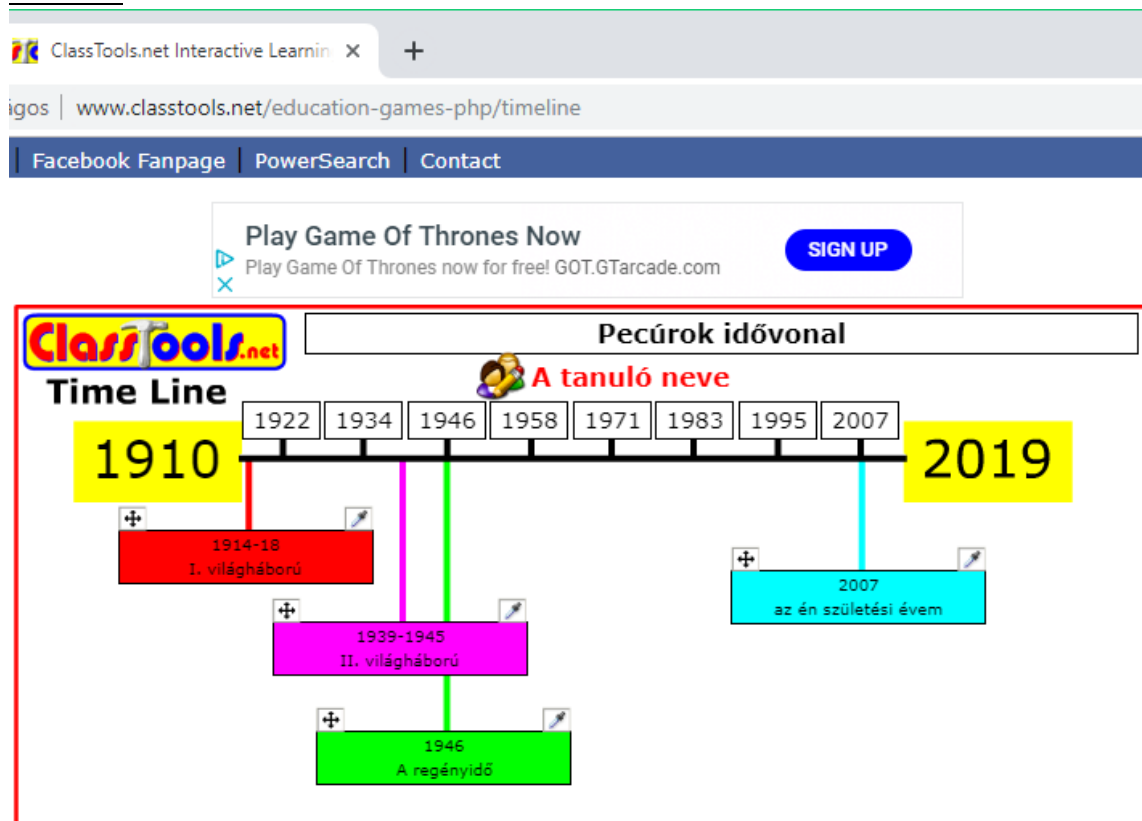 ClassTools.net Interactive Learnin
www.classtools.net/education-games-php/timeline
Facebook Fanpage | PowerSearch | Contact
Play Game Of Thrones Now
Play Game Of Thrones now for free! GOT.GTarcade.com
SIGN UP
ClassTools.net
Pecúrok idővonal
Time Line
A tanuló neve
1922 1934 1946 1958 1971 1983 1995 2007
1910
2019
1914-18
I. világháború
2007
az én születési évem
1939-1945
II. világháború
1946
A regényidő